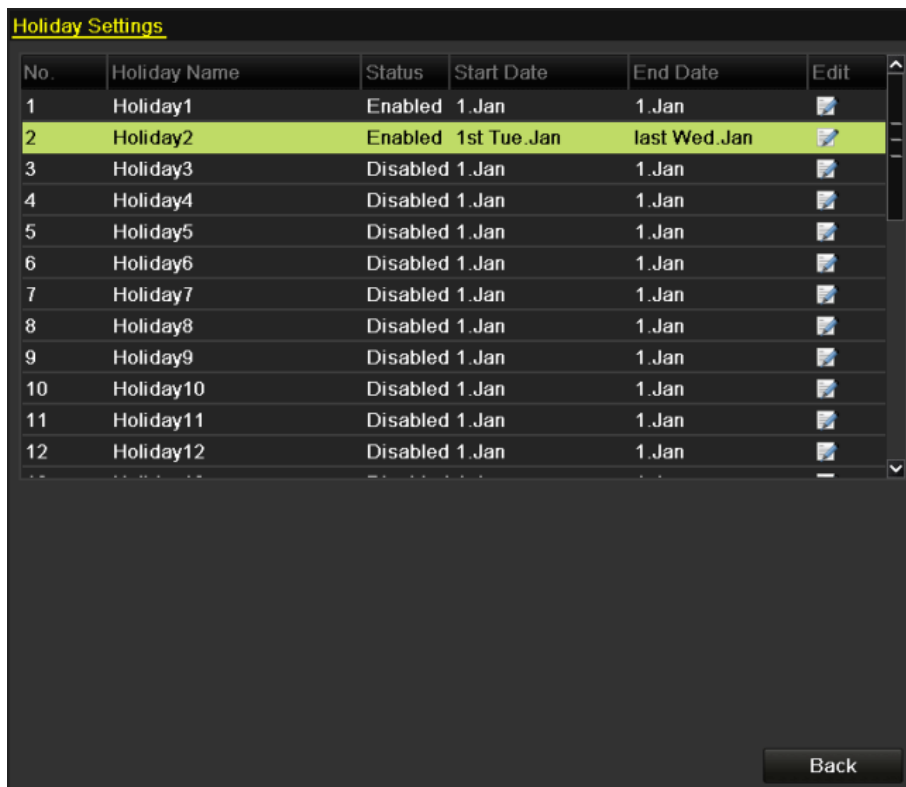 Holiday Settings
No. Holiday Name Status Start Date End Date Edit
1 Holiday1 Enabled 1.Jan 1.Jan
2 Holiday2 Enabled 1st Tue.Jan last Wed.Jan
3 Holiday3 Disabled 1.Jan 1.Jan
4 Holiday4 Disabled 1.Jan 1.Jan
5 Holiday5 Disabled 1.Jan 1.Jan
6 Holiday6 Disabled 1.Jan 1.Jan
7 Holiday7 Disabled 1.Jan 1.Jan
8 Holiday8 Disabled 1.Jan 1.Jan
9 Holiday9 Disabled 1.Jan 1.Jan
10 Holiday10 Disabled 1.Jan 1.Jan
11 Holiday11 Disabled 1.Jan 1.Jan
12 Holiday12 Disabled 1.Jan 1.Jan
Back